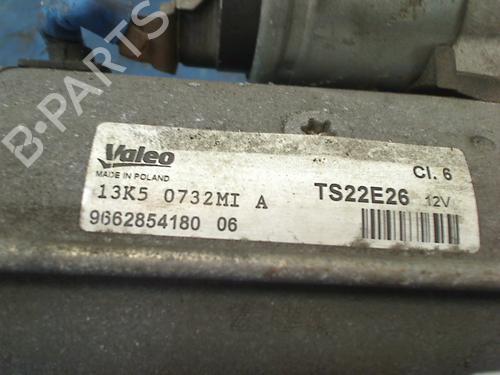 B-PARTS
Valeo
MADE IN POLAND
Cl. 6
13K5 0732MI A
TS22E26 12V
9662854180 06